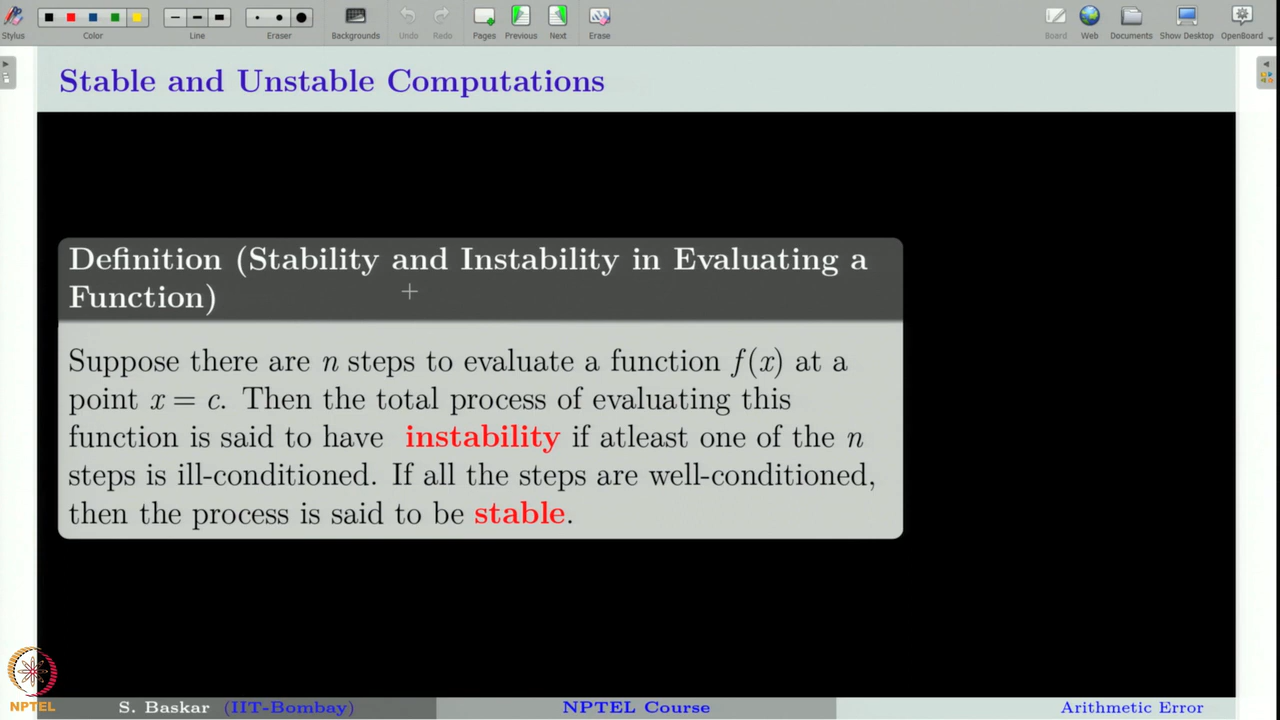 Stylus
Color
Line
Eraser
Backgrounds
Undo
Redo
Pages
Previous
Next
Erase
Board
Web
Documents
Show Desktop
OpenBoard
Stable and Unstable Computations
Definition (Stability and Instability in Evaluating a
Function)
Suppose there are n steps to evaluate a function f(x) at a
point x = c. Then the total process of evaluating this
function is said to have instability if atleast one of the n
steps is ill-conditioned. If all the steps are well-conditioned,
then the process is said to be stable.
NPTEL
S. Baskar (IIT-Bombay)
NPTEL Course
Arithmetic Error